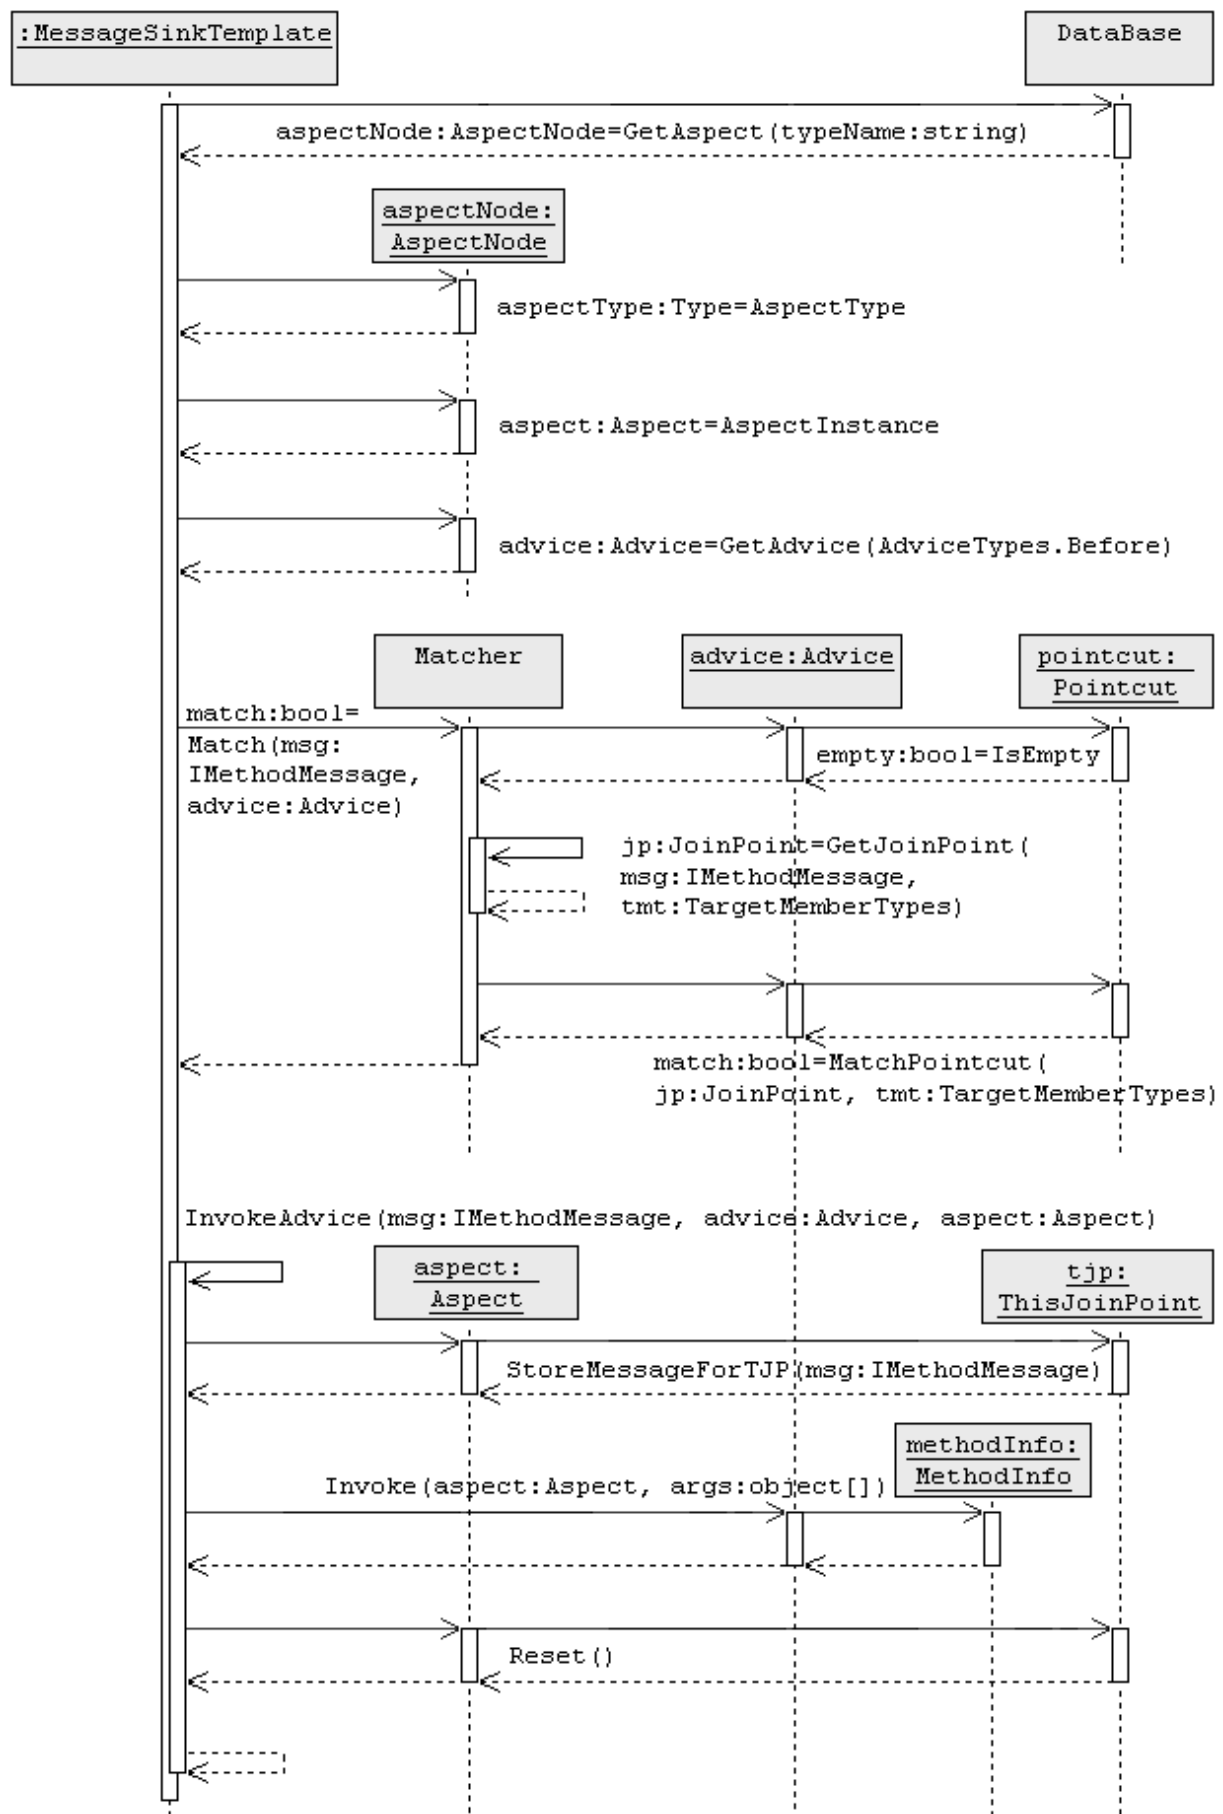 :MessageSinkTemplate
DataBase
aspectNode:AspectNode=GetAspect(typeName:string)
aspectNode:
AspectNode
aspectType:Type=AspectType
aspect:Aspect=AspectInstance
advice:Advice=GetAdvice(AdviceTypes.Before)
Matcher
advice:Advice
pointcut:
Pointcut
match:bool=
Match(msg:
IMethodMessage,
advice:Advice)
empty:bool=IsEmpty
jp:JoinPoint=GetJoinPoint(
msg:IMethodMessage,
tmt:TargetMemberTypes)
match:bool=MatchPointcut(
jp:JoinPoint, tmt:TargetMemberTypes)
InvokeAdvice(msg:IMethodMessage, advice:Advice, aspect:Aspect)
aspect:
Aspect
tjp:
ThisJoinPoint
StoreMessageForTJP(msg:IMethodMessage)
methodInfo:
MethodInfo
Invoke(aspect:Aspect, args:object[])
Reset()